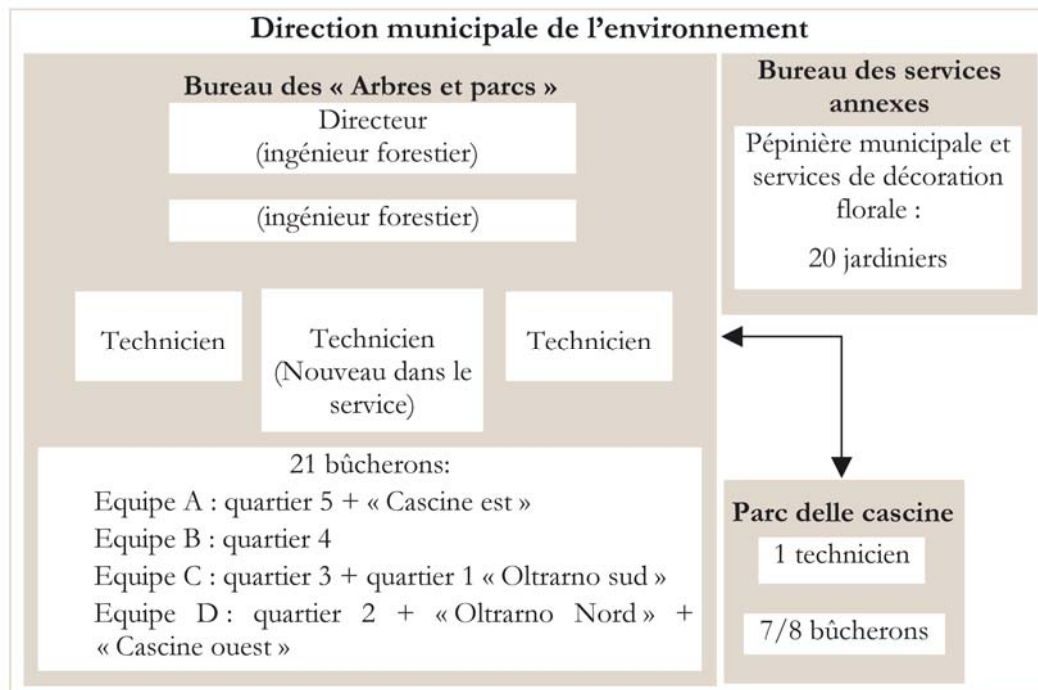 Direction municipale de l’environnement
Bureau des « Arbres et parcs »
Directeur
(ingénieur forestier)
(ingénieur forestier)
Technicien
Technicien
(Nouveau dans le
service)
Technicien
21 bûcherons:
Equipe A : quartier 5 + « Cascine est »
Equipe B : quartier 4
Equipe C : quartier 3 + quartier 1 « Oltrarno sud »
Equipe D : quartier 2 + « Oltrarno Nord » +
« Cascine ouest »
Bureau des services
annexes
Pépinière municipale et
services de décoration
florale :
20 jardiniers
Parc delle cascine
1 technicien
7/8 bûcherons